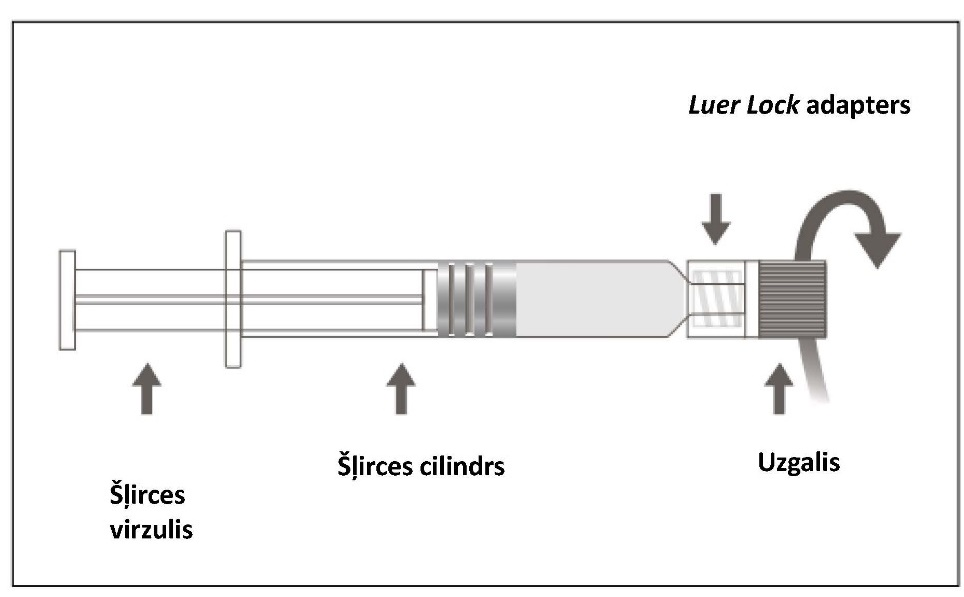 Luer Lock adapters
Šļirces cilindrs
Uzgalis
Šļirces
virzulis